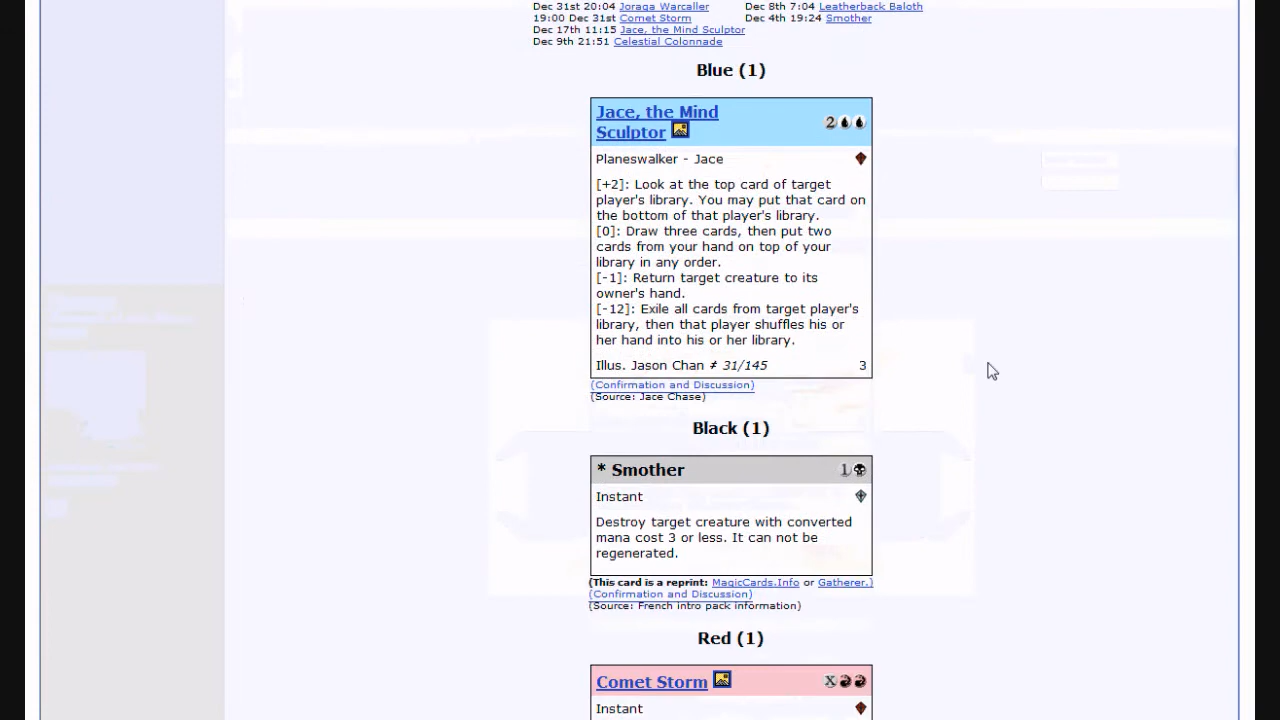 Dec 31st 20:04 Joraga Warcaller
19:00 Dec 31st Comet Storm
Dec 17th 11:15 Jace, the Mind Sculptor
Dec 9th 21:51 Celestial Colonnade
Dec 8th 7:04 Leatherback Baloth
Dec 4th 19:24 Smother
Blue (1)
Jace, the Mind
Sculptor
2
Planeswalker - Jace
[+2]: Look at the top card of target
player's library. You may put that card on
the bottom of that player's library.
[0]: Draw three cards, then put two
cards from your hand on top of your
library in any order.
[-1]: Return target creature to its
owner's hand.
[-12]: Exile all cards from target player's
library, then that player shuffles his or
her hand into his or her library.
Illus. Jason Chan ≠ 31/145 3
(Confirmation and Discussion)
(Source: Jace Chase)
Black (1)
* Smother 1
Instant
Destroy target creature with converted
mana cost 3 or less. It can not be
regenerated.
(This card is a reprint: MagicCards.Info or Gatherer.)
(Confirmation and Discussion)
(Source: French intro pack information)
Red (1)
Comet Storm X
Instant